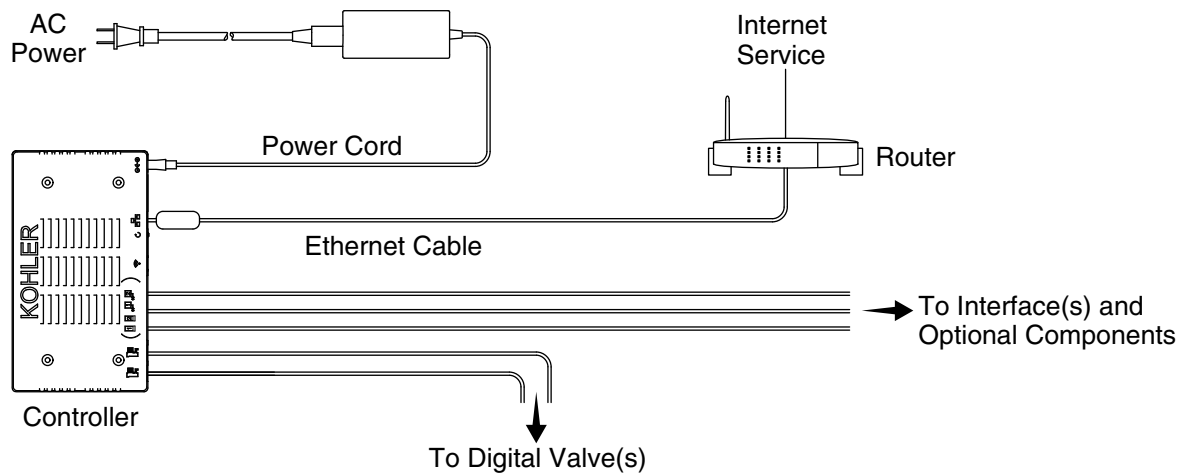 AC
Power
Internet
Service
Power Cord
Router
Ethernet Cable
KOHLER
To Interface(s) and
Optional Components
Controller
To Digital Valve(s)